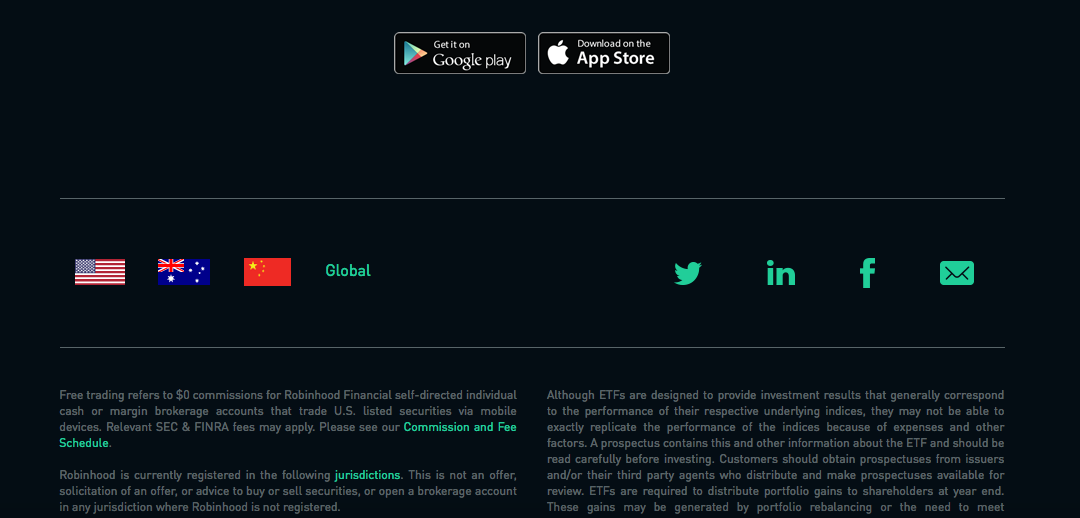 Get it on
Google play
Download on the
App Store
Global
Free trading refers to $0 commissions for Robinhood Financial self-directed individual
cash or margin brokerage accounts that trade U.S. listed securities via mobile
devices. Relevant SEC & FINRA fees may apply. Please see our Commission and Fee
Schedule.
Robinhood is currently registered in the following jurisdictions. This is not an offer,
solicitation of an offer, or advice to buy or sell securities, or open a brokerage account
in any jurisdiction where Robinhood is not registered.
Although ETFs are designed to provide investment results that generally correspond
to the performance of their respective underlying indices, they may not be able to
exactly replicate the performance of the indices because of expenses and other
factors. A prospectus contains this and other information about the ETF and should be
read carefully before investing. Customers should obtain prospectuses from issuers
and/or their third party agents who distribute and make prospectuses available for
review. ETFs are required to distribute portfolio gains to shareholders at year end.
These gains may be generated by portfolio rebalancing or the need to meet